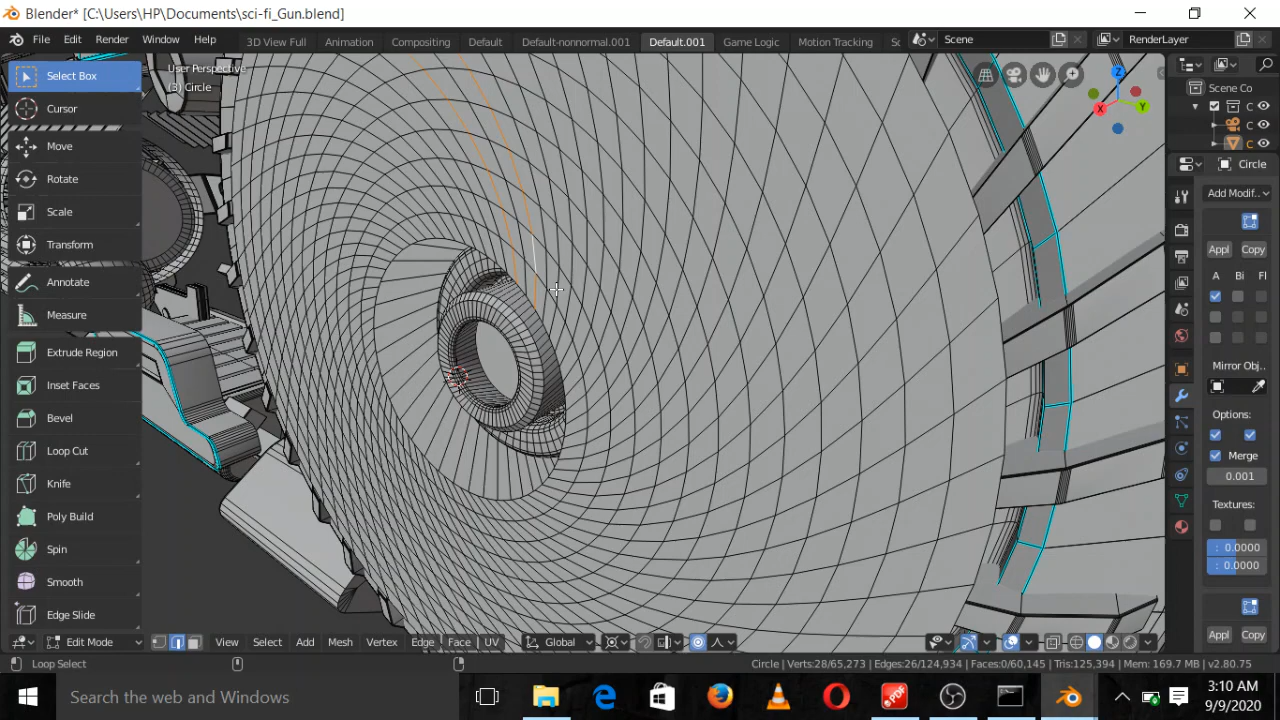 Blender* [C:\Users\HP\Documents\sci-fi_Gun.blend]
File Edit Render Window Help 3D View Full Animation Compositing Default Default-nonnormal.001 Default.001 Game Logic Motion Tracking Sc Scene RenderLayer
Select Box
Cursor
Move
Rotate
Scale
Transform
Annotate
Measure
Extrude Region
Inset Faces
Bevel
Loop Cut
Knife
Poly Build
Spin
Smooth
Edge Slide
User Perspective
(3) Circle
Z
X
Y
Scene Co
C
C
C
Circle
Add Modif..
Appl Copy
A Bi Fl
Mirror Obj..
Options:
Merge
0.001
Textures:
: 0.0000
: 0.0000
Appl Copy
Edit Mode View Select Add Mesh Vertex Edge Face UV Global
Loop Select
Circle | Verts:28/65,273 | Edges:26/124,934 | Faces:0/60,145 | Tris:125,394 | Mem: 169.7 MB | v2.80.75
Search the web and Windows
PDF
3:10 AM
9/9/2020